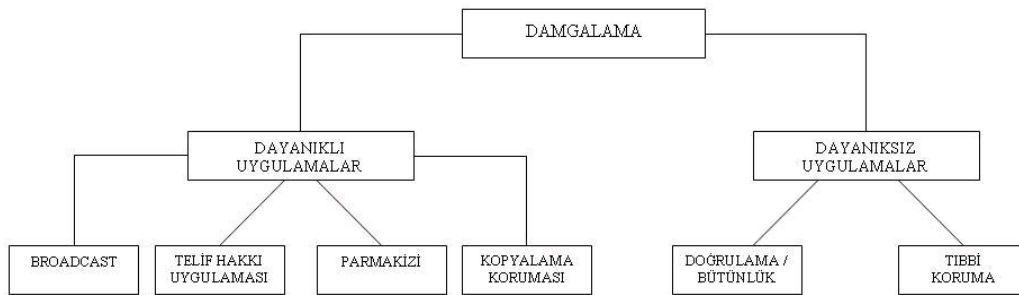 DAMGALAMA
DAYANIKLI
UYGULAMALAR
DAYANIKSIZ
UYGULAMALAR
BROADCAST
TELİF HAKKI
UYGULAMASI
PARMAKİZİ
KOPYALAMA
KORUMASI
DOĞRULAMA /
BÜTÜNLÜK
TIBBİ
KORUMA